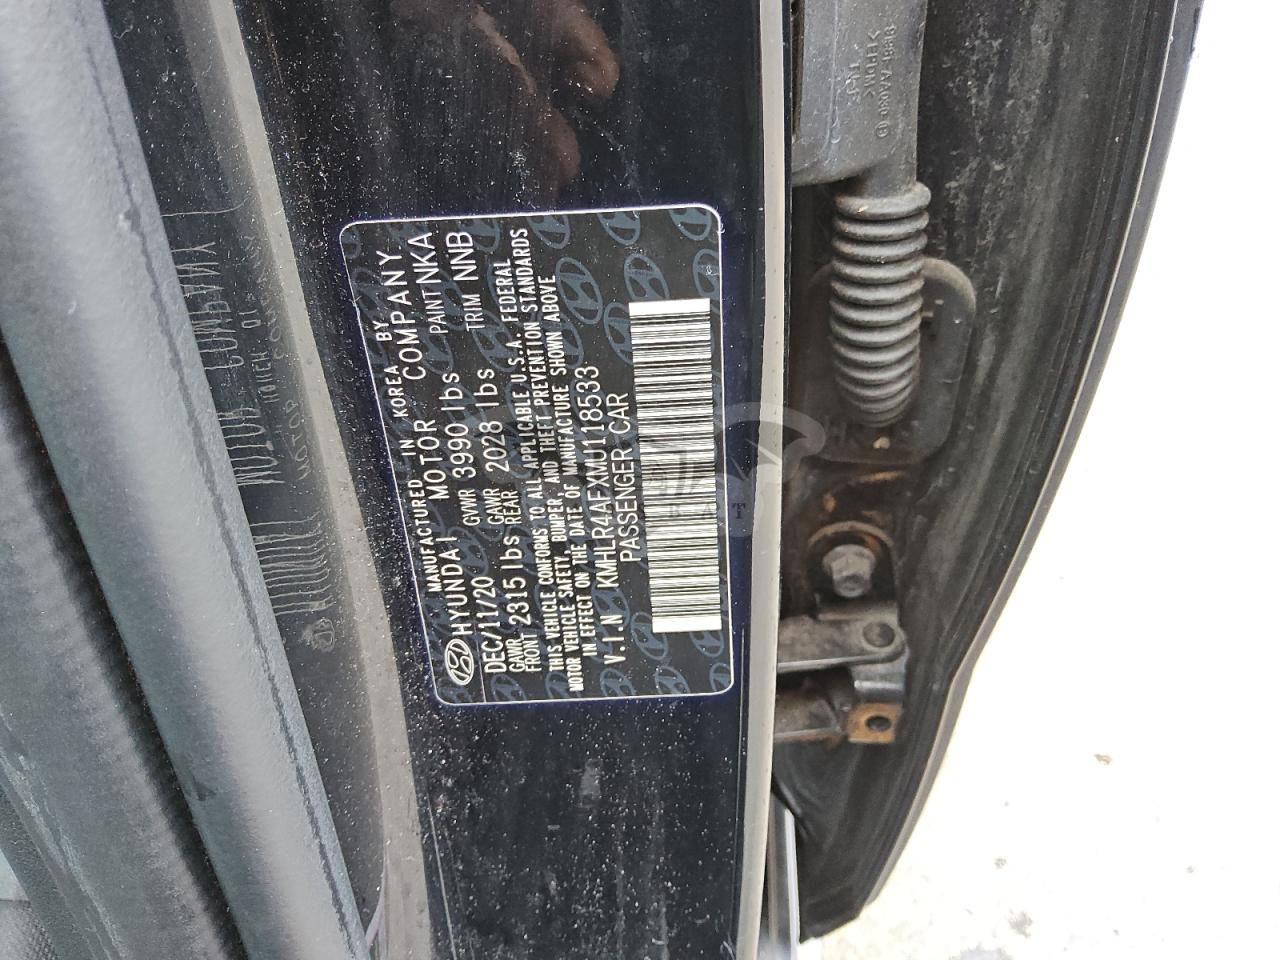 MANUFACTURED IN KOREA BY
HYUNDAI MOTOR COMPANY
DEC/11/20 GVWR 3990 lbs PAINT NKA
GAWR FRONT 2315 lbs GAWR REAR 2028 lbs TRIM NNB
THIS VEHICLE CONFORMS TO ALL APPLICABLE U.S.A. FEDERAL
MOTOR VEHICLE SAFETY, BUMPER, AND THEFT PREVENTION STANDARDS
IN EFFECT ON THE DATE OF MANUFACTURE SHOWN ABOVE
V.I.N KMHLR4AFXMU118533
PASSENGER CAR